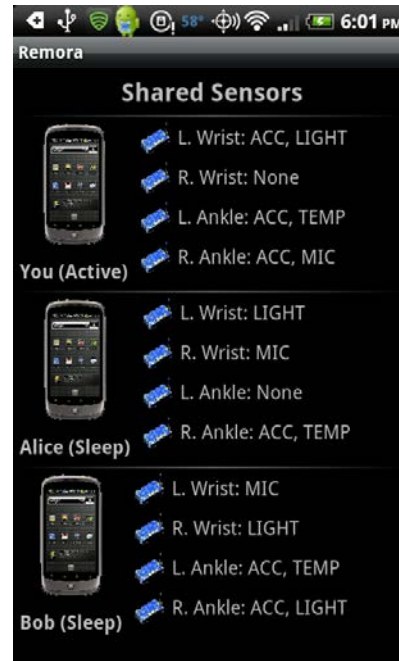 58° 6:01 PM
Remora
Shared Sensors
L. Wrist: ACC, LIGHT
R. Wrist: None
L. Ankle: ACC, TEMP
R. Ankle: ACC, MIC
You (Active)
L. Wrist: LIGHT
R. Wrist: MIC
L. Ankle: None
R. Ankle: ACC, TEMP
Alice (Sleep)
L. Wrist: MIC
R. Wrist: LIGHT
L. Ankle: ACC, TEMP
R. Ankle: ACC, LIGHT
Bob (Sleep)